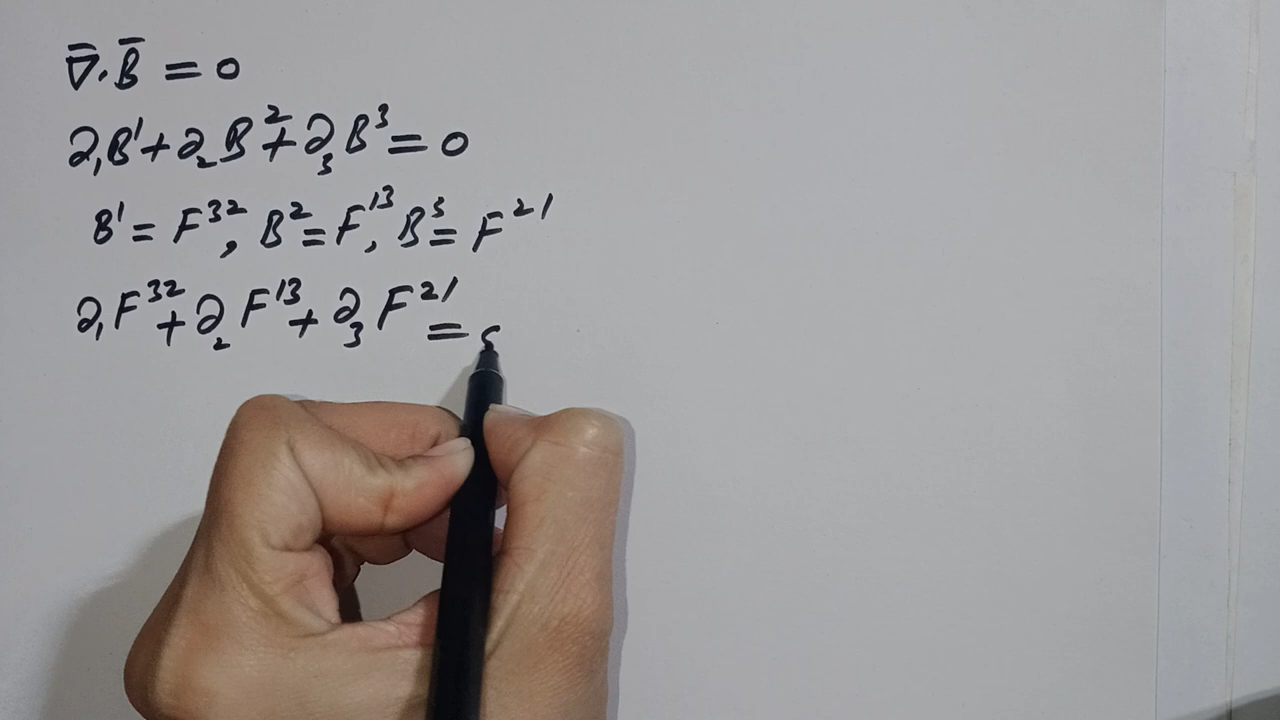 ∇̅·B̅ = 0
∂₁B¹+∂₂B²+∂₃B³=0
B¹=F³², B²=F¹³, B³=F²¹
∂₁F³²+∂₂F¹³+∂₃F²¹=